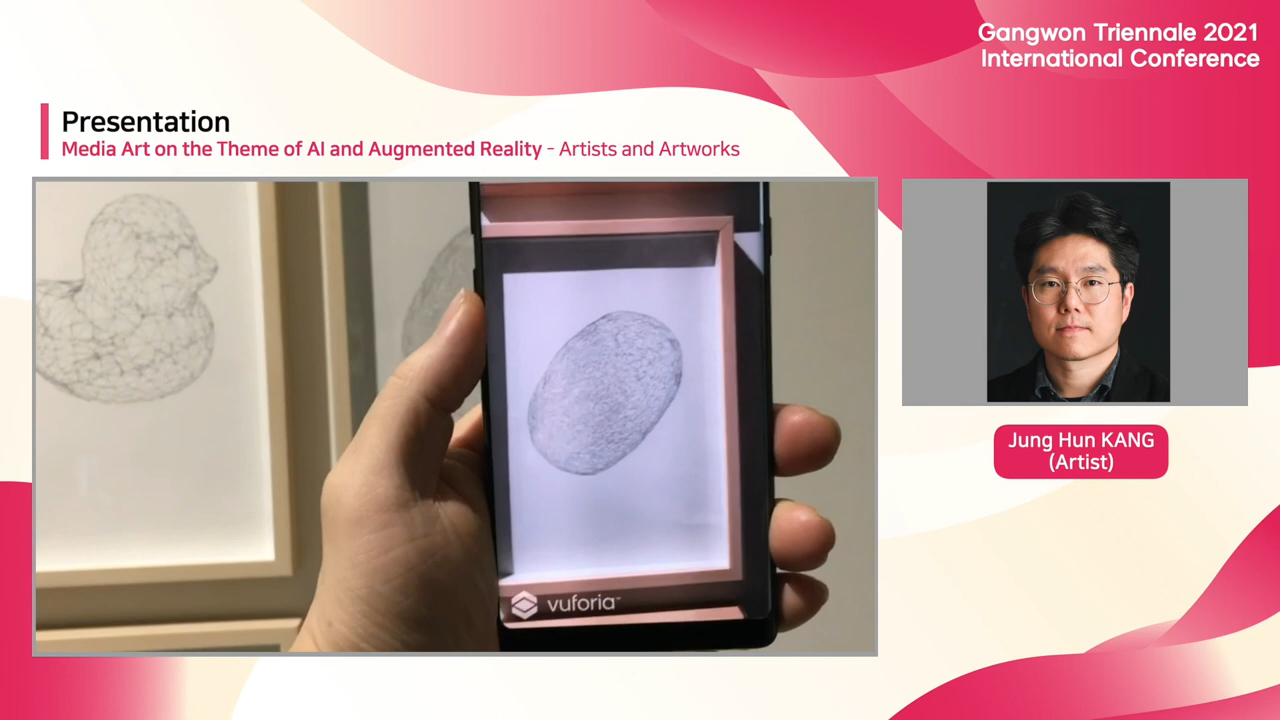 Gangwon Triennale 2021
International Conference
Presentation
Media Art on the Theme of AI and Augmented Reality - Artists and Artworks
vuforia™
Jung Hun KANG
(Artist)